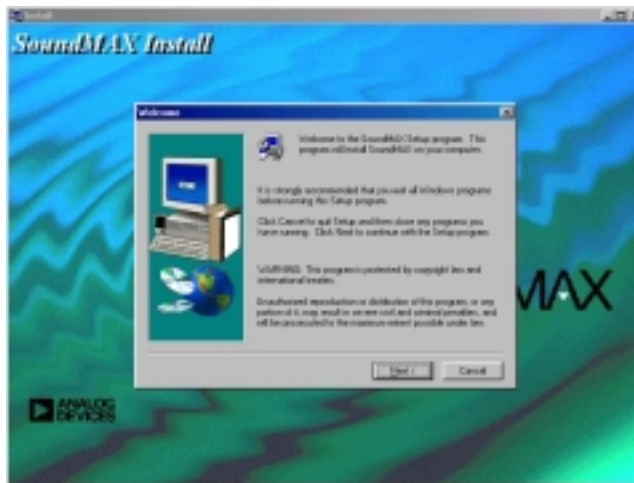 Install
SoundMAX Install
Welcome
Welcome to the SoundMAX Setup program. This
program will install SoundMAX on your computer.
It is strongly recommended that you exit all Windows programs
before running this Setup program.
Click Cancel to quit Setup and then close any programs you
have running. Click Next to continue with the Setup program.
WARNING: This program is protected by copyright law and
international treaties.
Unauthorized reproduction or distribution of this program, or any
portion of it, may result in severe civil and criminal penalties, and
will be prosecuted to the maximum extent possible under law.
MAX
Next >
Cancel
ANALOG
DEVICES